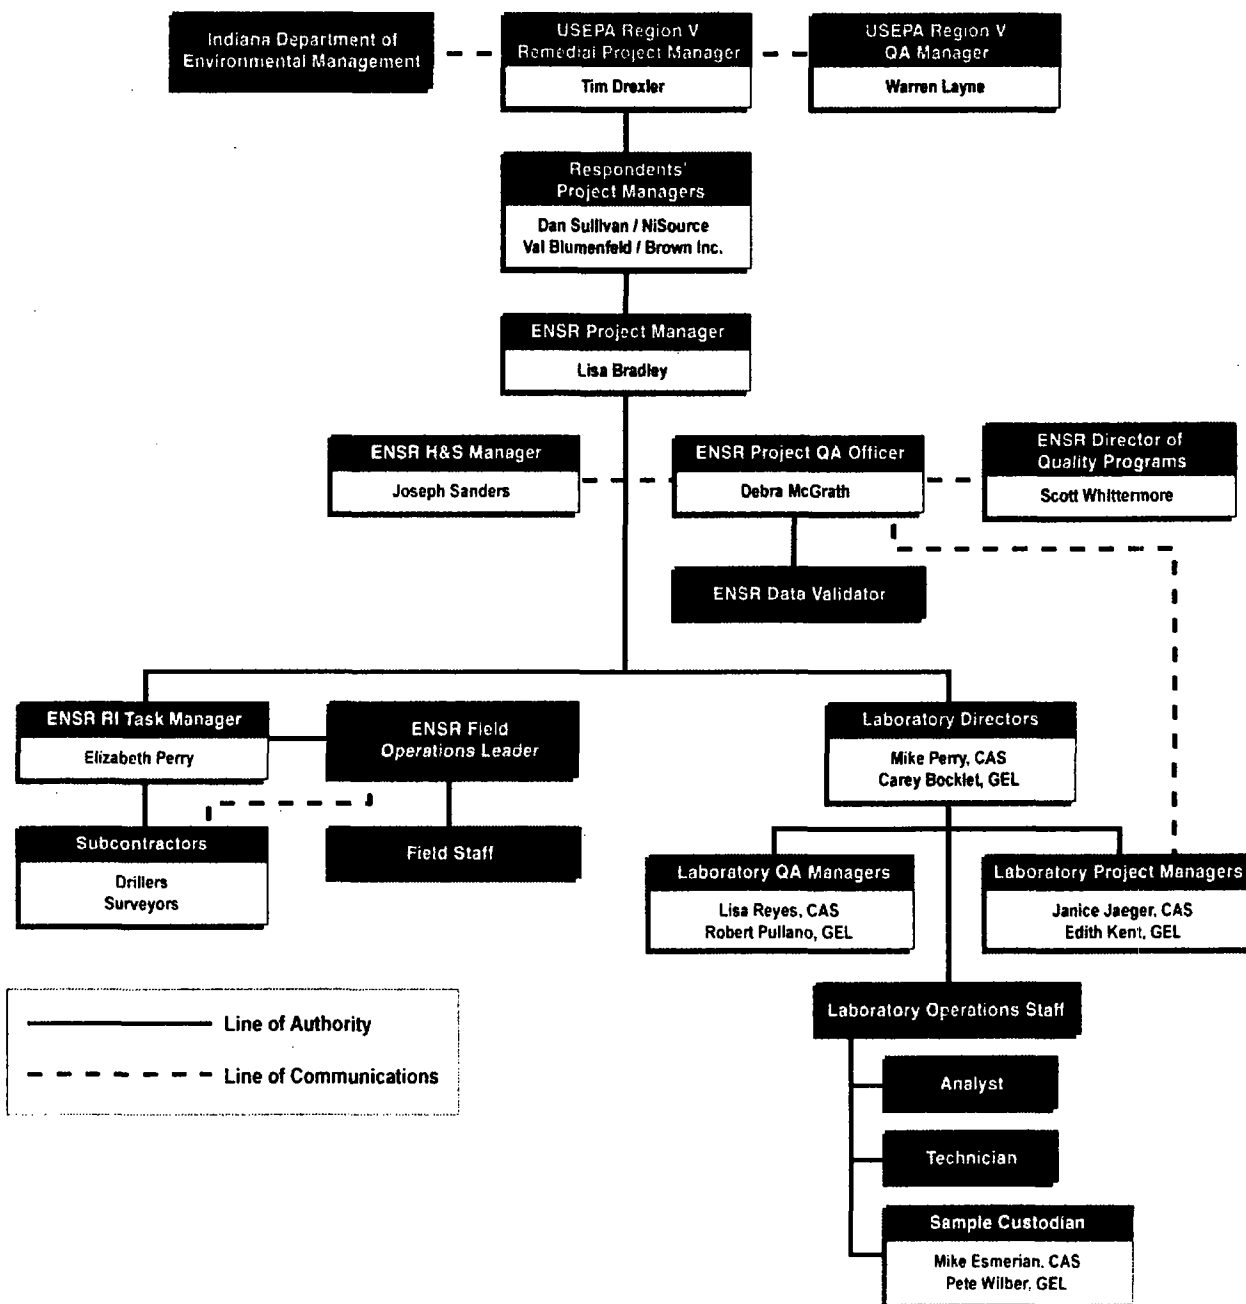 Indiana Department of
Environmental Management
USEPA Region V
Remedial Project Manager
Tim Drexler
USEPA Region V
QA Manager
Warren Layne
Respondents'
Project Managers
Dan Sullivan / NiSource
Val Blumenfeld / Brown Inc.
ENSR Project Manager
Lisa Bradley
ENSR H&S Manager
Joseph Sanders
ENSR Project QA Officer
Debra McGrath
ENSR Director of
Quality Programs
Scott Whittermore
ENSR Data Validator
ENSR RI Task Manager
Elizabeth Perry
ENSR Field
Operations Leader
Laboratory Directors
Mike Perry, CAS
Carey Bocklet, GEL
Subcontractors
Drillers
Surveyors
Field Staff
Laboratory QA Managers
Lisa Reyes, CAS
Robert Pullano, GEL
Laboratory Project Managers
Janice Jaeger, CAS
Edith Kent, GEL
Line of Authority
Line of Communications
Laboratory Operations Staff
Analyst
Technician
Sample Custodian
Mike Esmerian, CAS
Pete Wilber, GEL